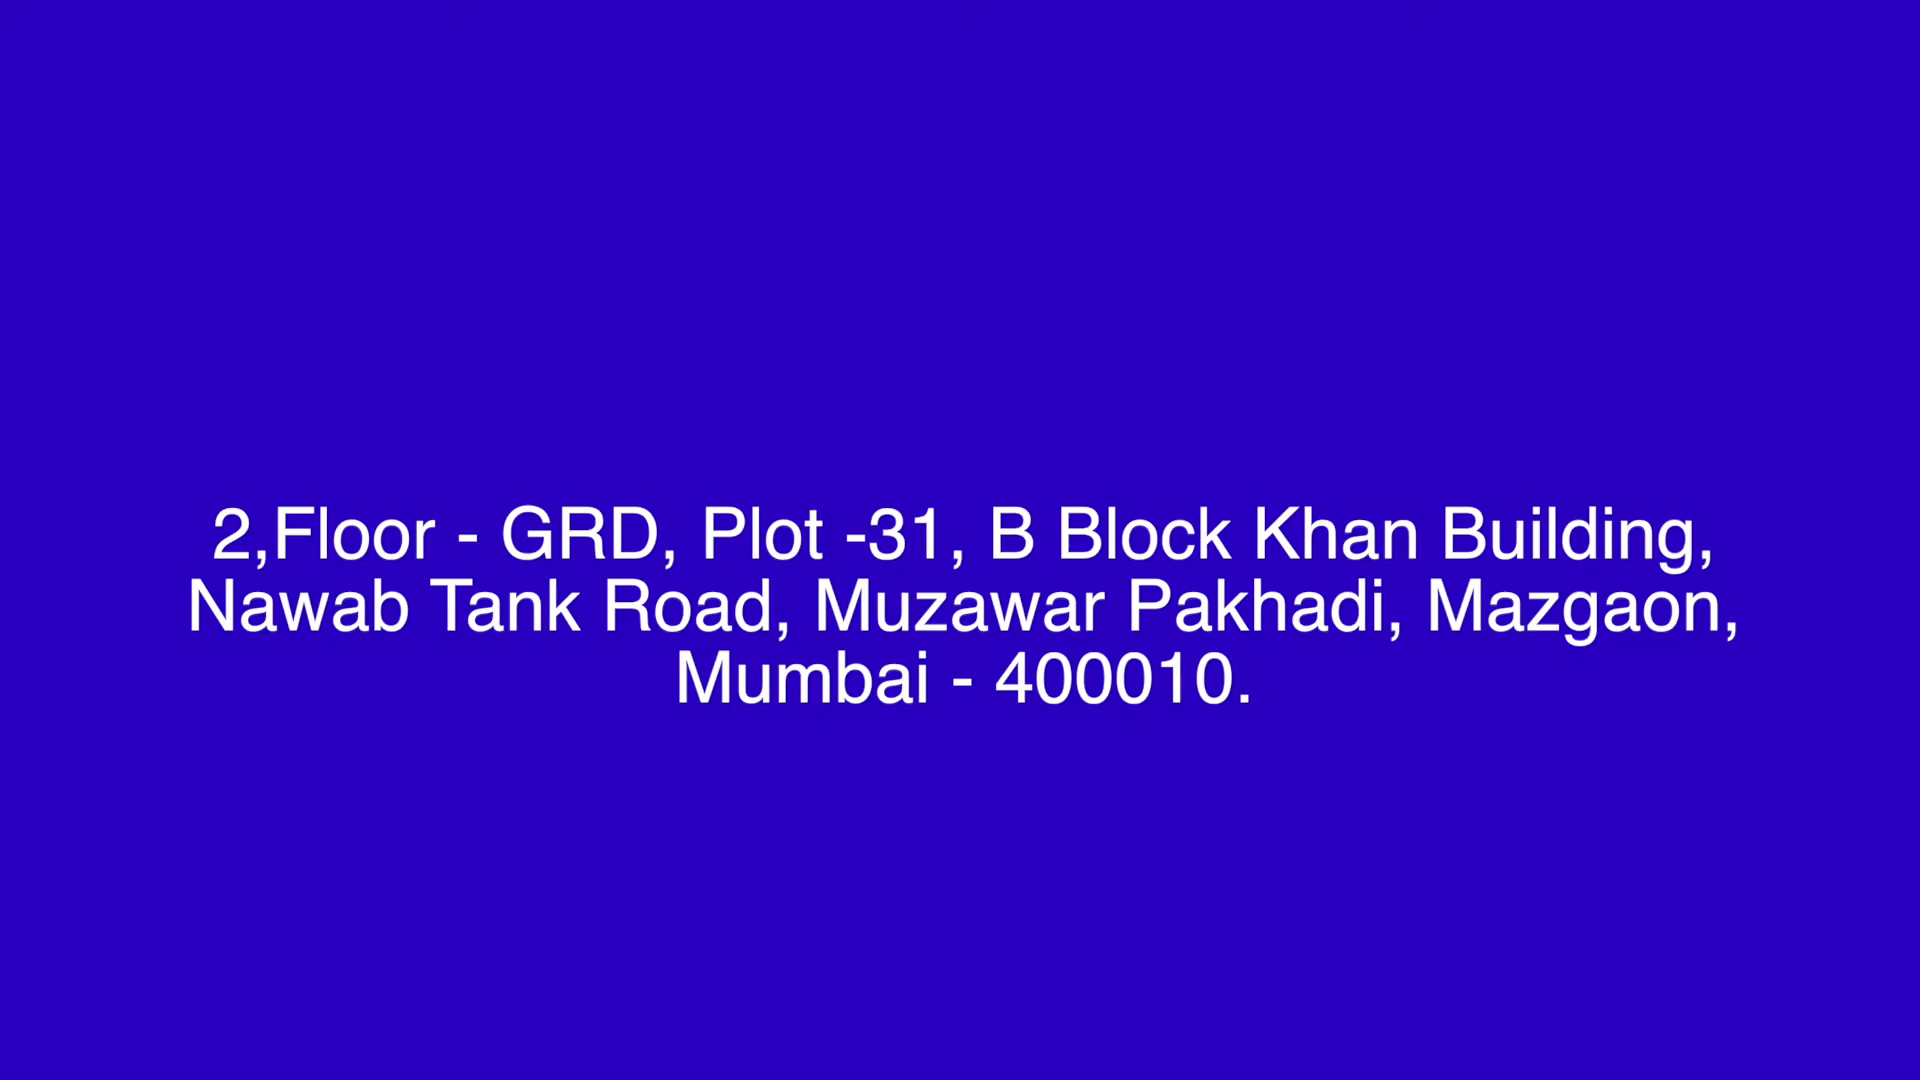 2,Floor - GRD, Plot -31, B Block Khan Building,
Nawab Tank Road, Muzawar Pakhadi, Mazgaon,
Mumbai - 400010.